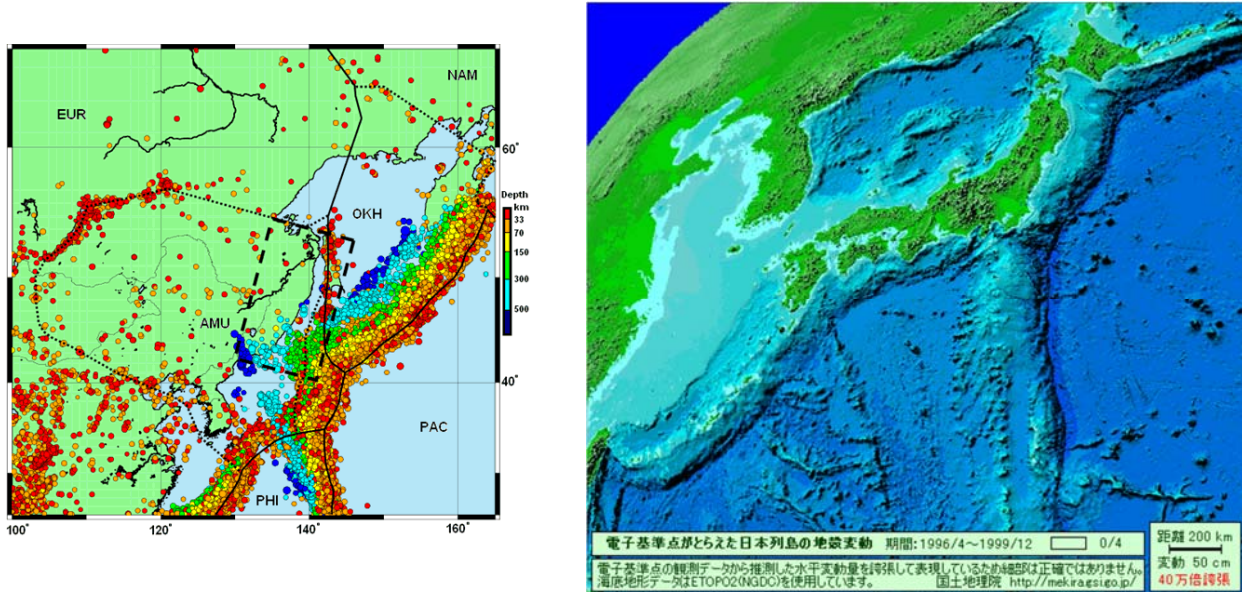 NAM
EUR
60°
Depth
km
33
70
150
300
500
OKH
AMU
40°
PAC
PHI
100
120
140
160
電子基準点がとらえた日本列島の地殻変動 期間:1996/4～1999/12 0/4
電子基準点の観測データから推測した水平変動量を誇張して表現しているため細部は正確ではありません。
海底地形データはETOPO2(NGDC)を使用しています。 国土地理院 http://mekira.gsi.go.jp/
距離 200 km
変動 50 cm
40万倍誇張